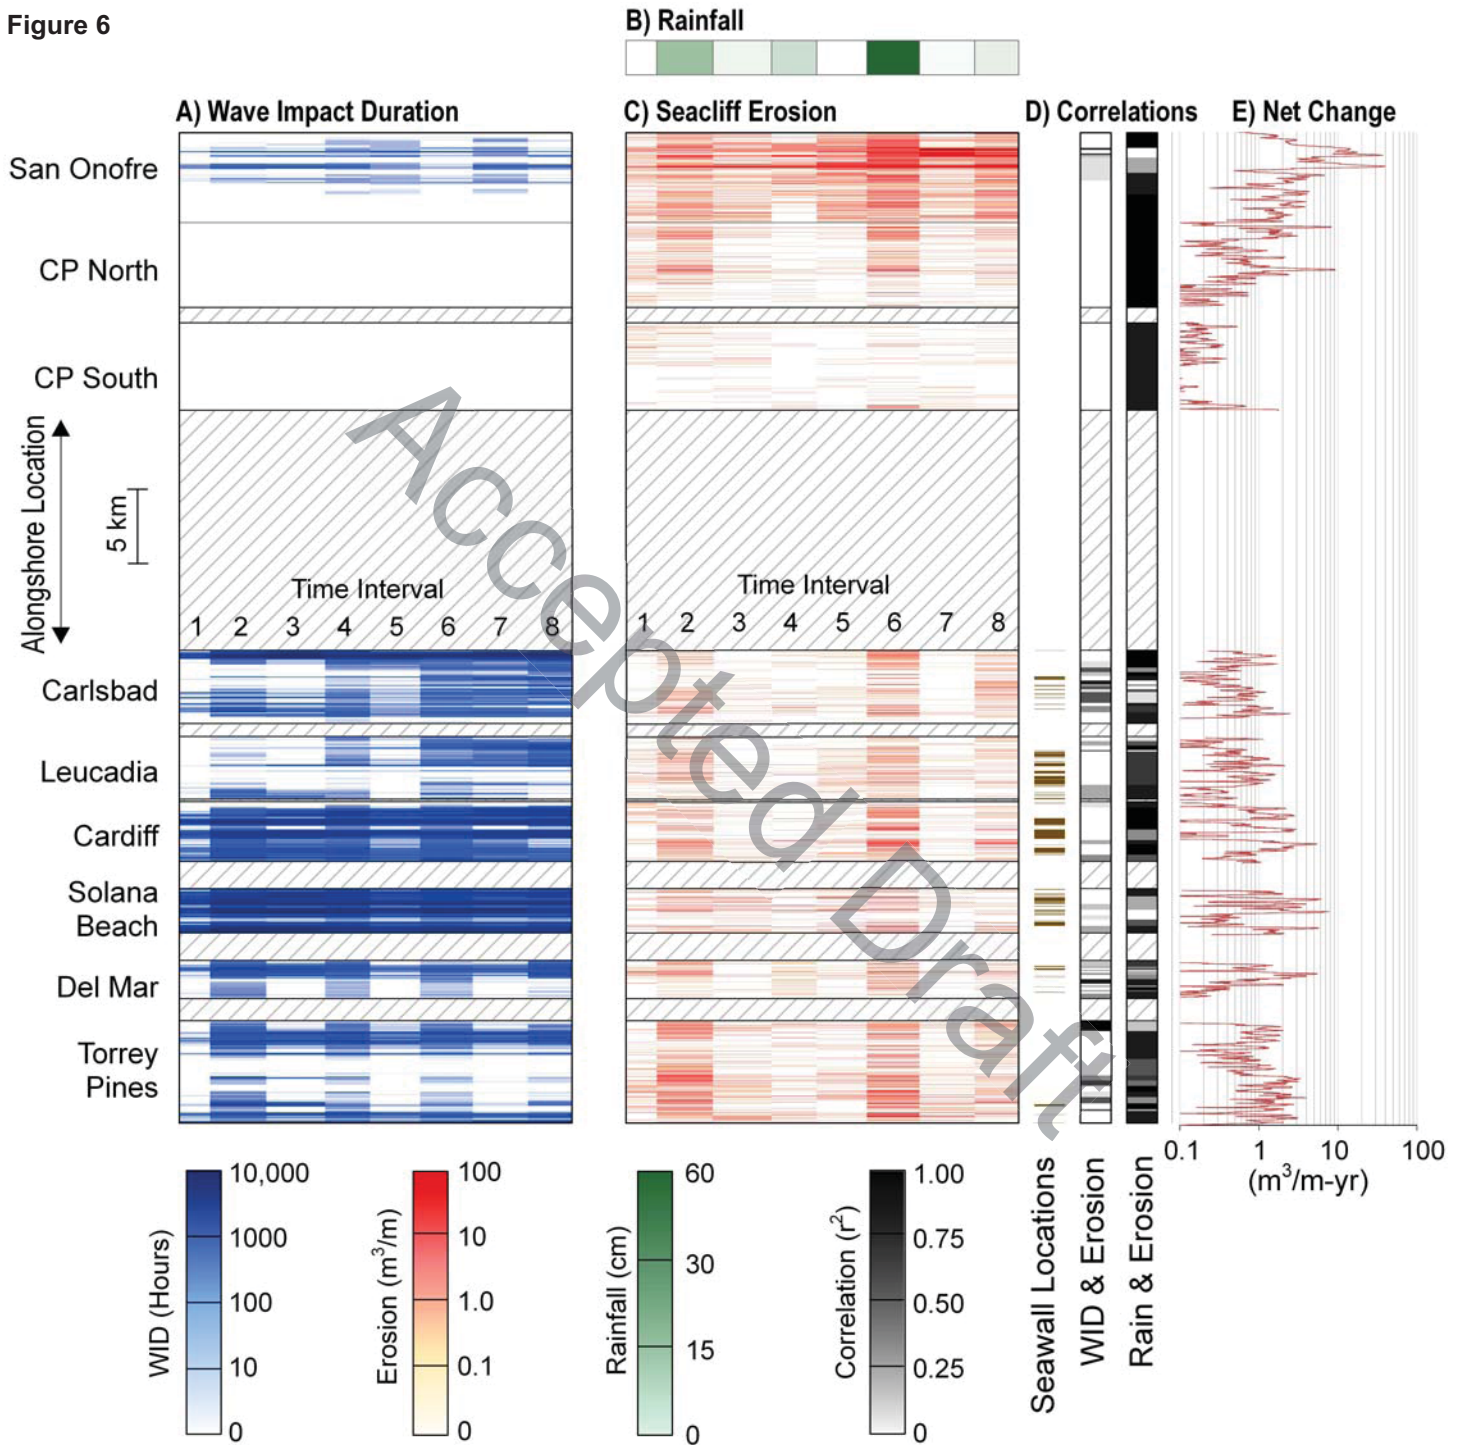 Figure 6
B) Rainfall
A) Wave Impact Duration
C) Seacliff Erosion
D) Correlations
E) Net Change
San Onofre
CP North
CP South
Alongshore Location
5 km
Time Interval
1 2 3 4 5 6 7 8
Time Interval
1 2 3 4 5 6 7 8
Carlsbad
Leucadia
Cardiff
Solana
Beach
Del Mar
Torrey
Pines
Accepted Draft
0.1 1 10 100
(m³/m-yr)
WID (Hours)
10,000
1000
100
10
0
Erosion (m³/m)
100
10
1.0
0.1
0
Rainfall (cm)
60
30
15
0
Correlation (r²)
1.00
0.75
0.50
0.25
0
Seawall Locations
WID & Erosion
Rain & Erosion